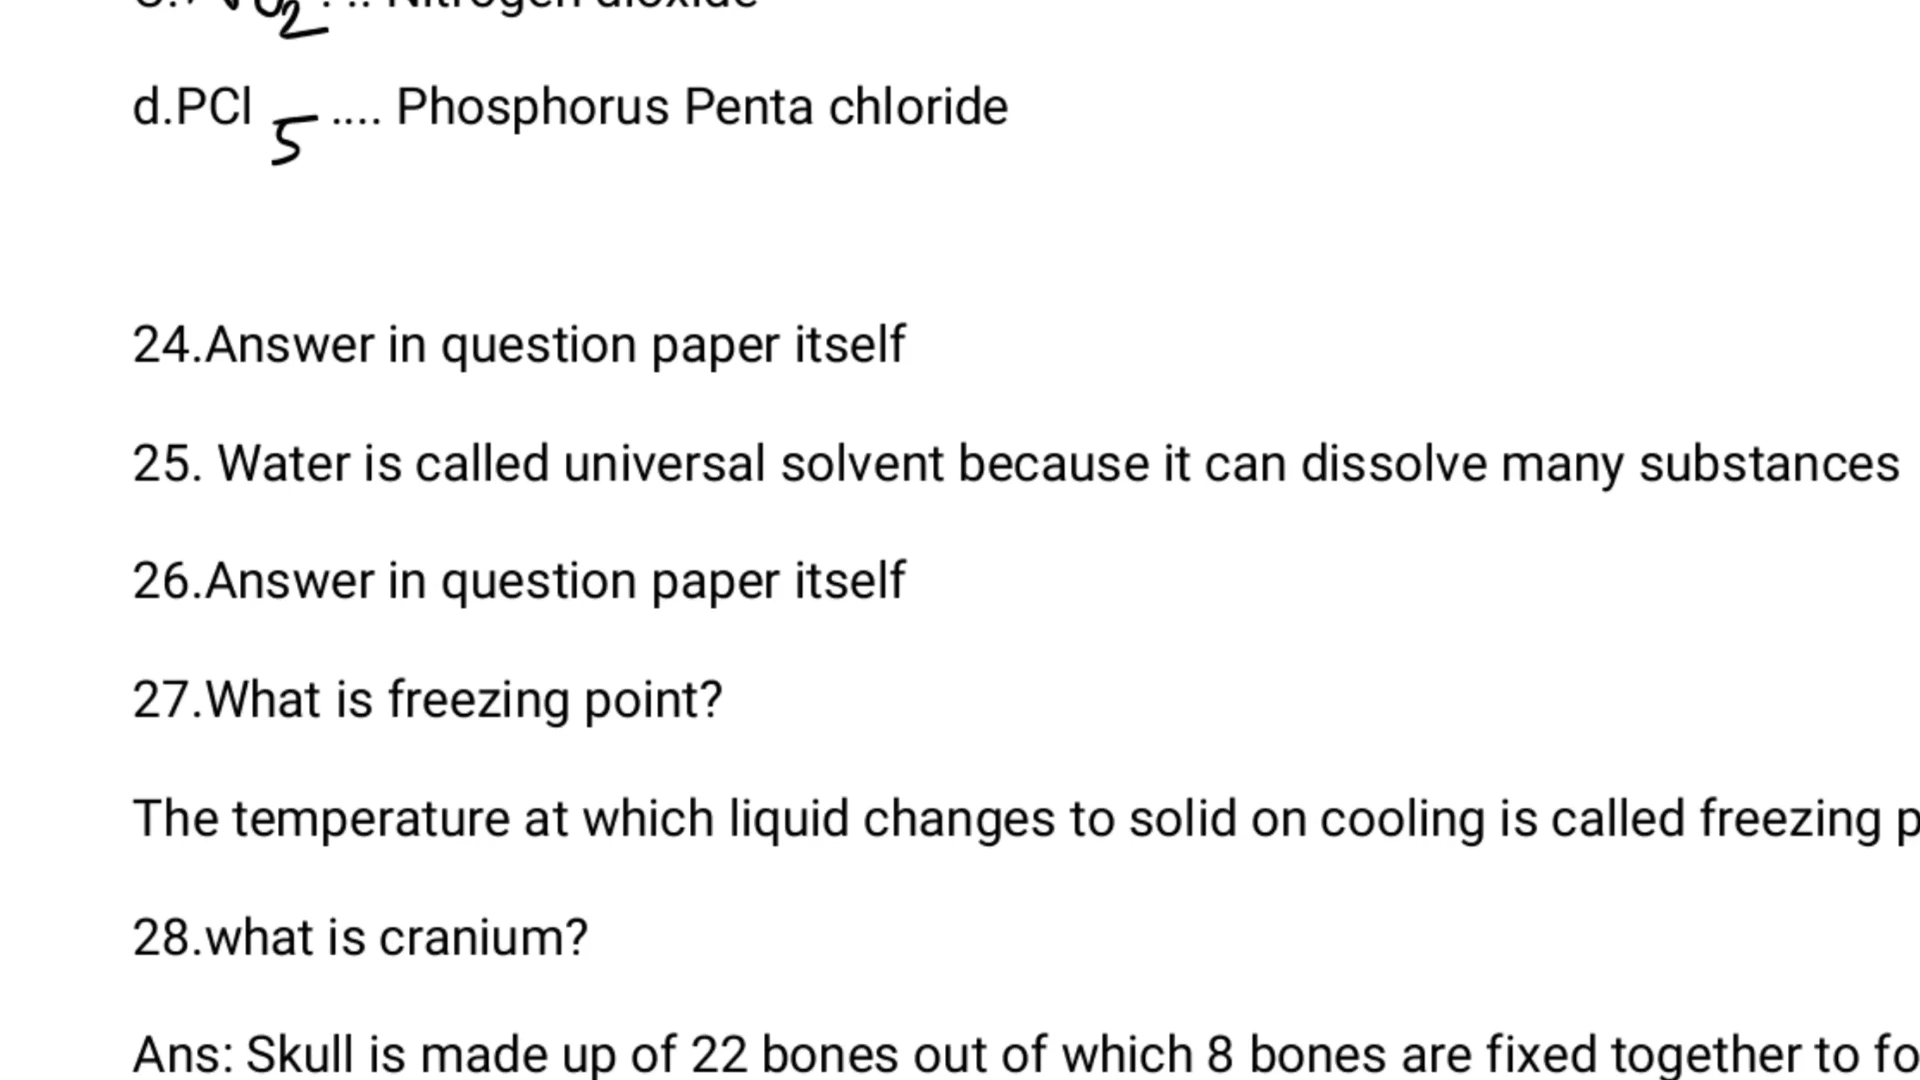 c.NO2 . .. Nitrogen dioxide
d.PCl 5 .... Phosphorus Penta chloride
24.Answer in question paper itself
25. Water is called universal solvent because it can dissolve many substances
26.Answer in question paper itself
27.What is freezing point?
The temperature at which liquid changes to solid on cooling is called freezing
28.what is cranium?
Ans: Skull is made up of 22 bones out of which 8 bones are fixed together to